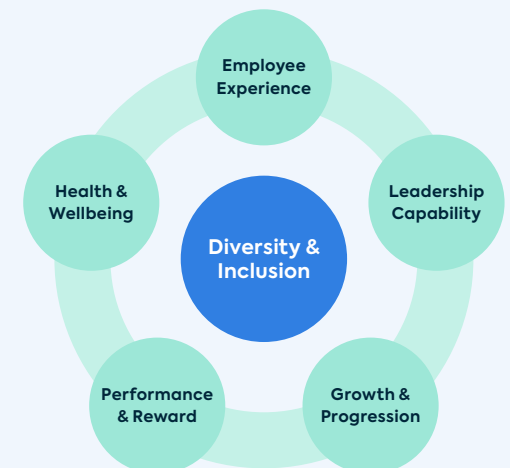 Employee
Experience
Health &
Wellbeing
Leadership
Capability
Diversity &
Inclusion
Performance
& Reward
Growth &
Progression